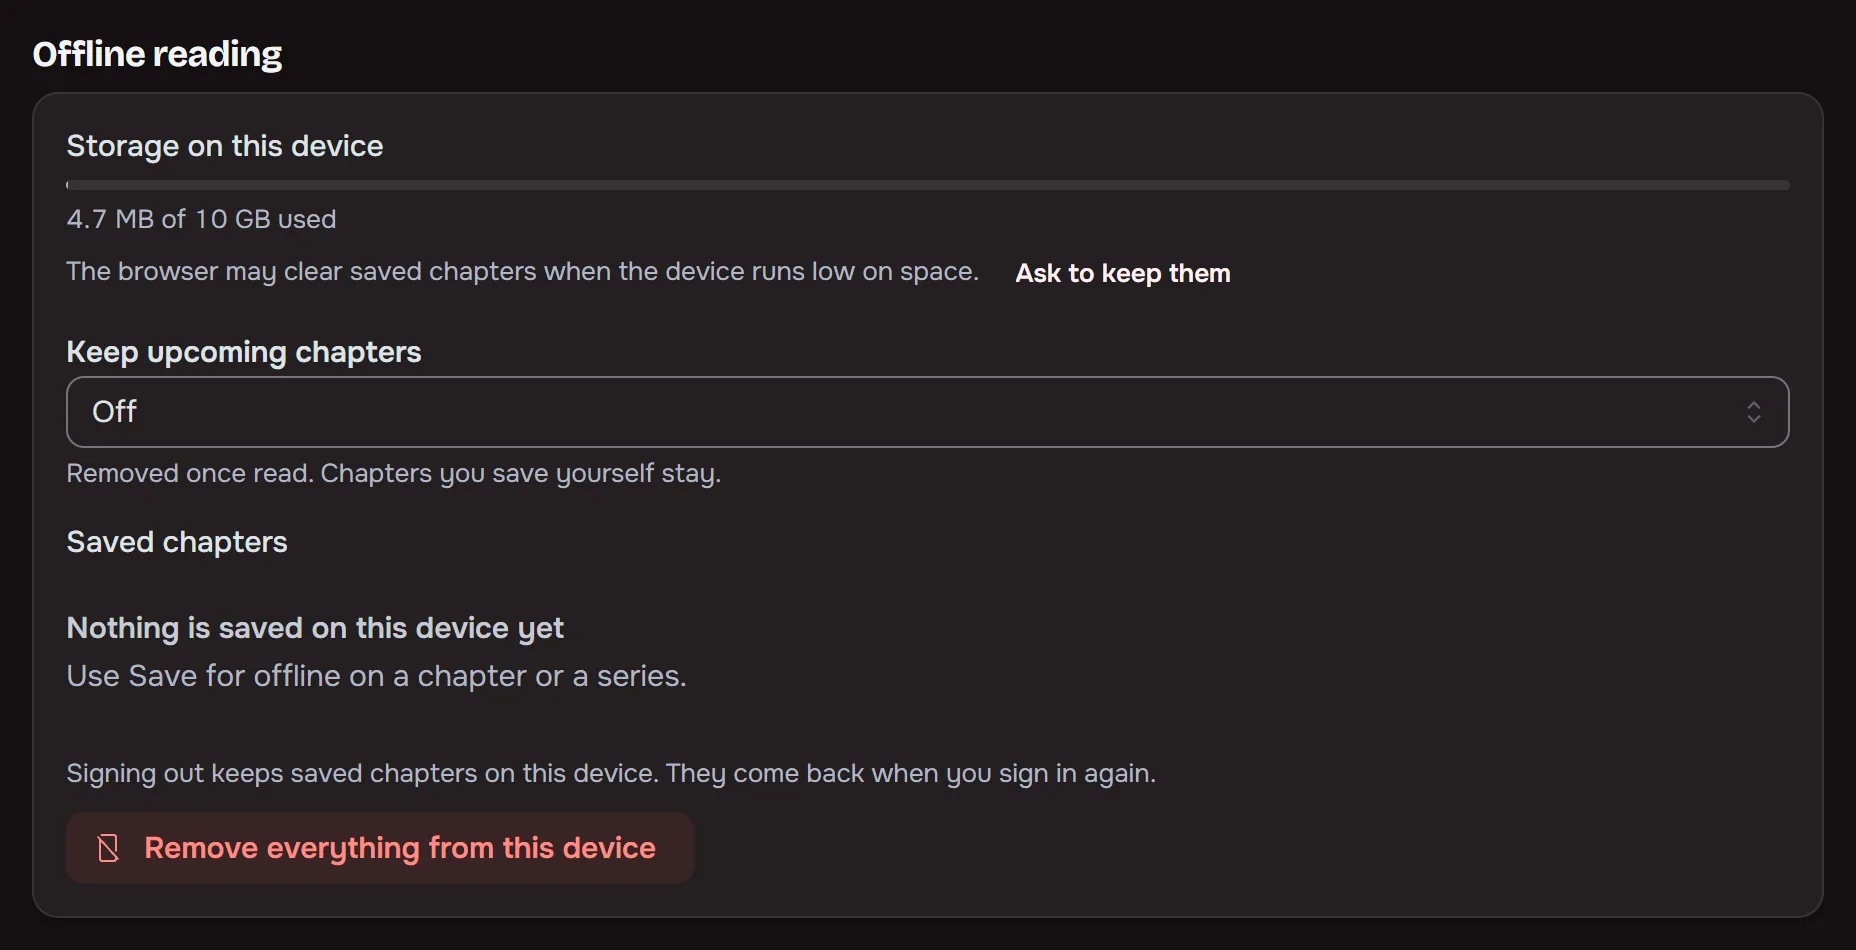 Offline reading
Storage on this device
4.7 MB of 10 GB used
The browser may clear saved chapters when the device runs low on space. Ask to keep them
Keep upcoming chapters
Off
Removed once read. Chapters you save yourself stay.
Saved chapters
Nothing is saved on this device yet
Use Save for offline on a chapter or a series.
Signing out keeps saved chapters on this device. They come back when you sign in again.
Remove everything from this device